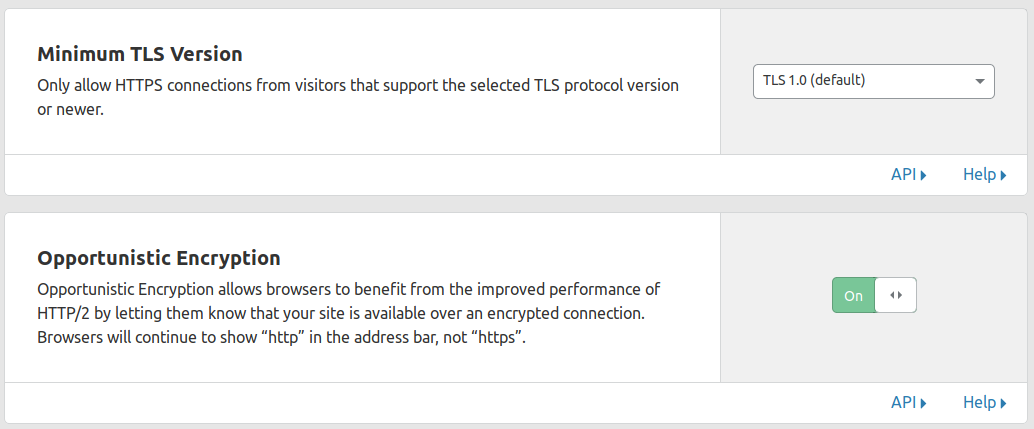 Minimum TLS Version
Only allow HTTPS connections from visitors that support the selected TLS protocol version
or newer.
TLS 1.0 (default)
API
Help
Opportunistic Encryption
Opportunistic Encryption allows browsers to benefit from the improved performance of
HTTP/2 by letting them know that your site is available over an encrypted connection.
Browsers will continue to show “http” in the address bar, not “https”.
On
API
Help